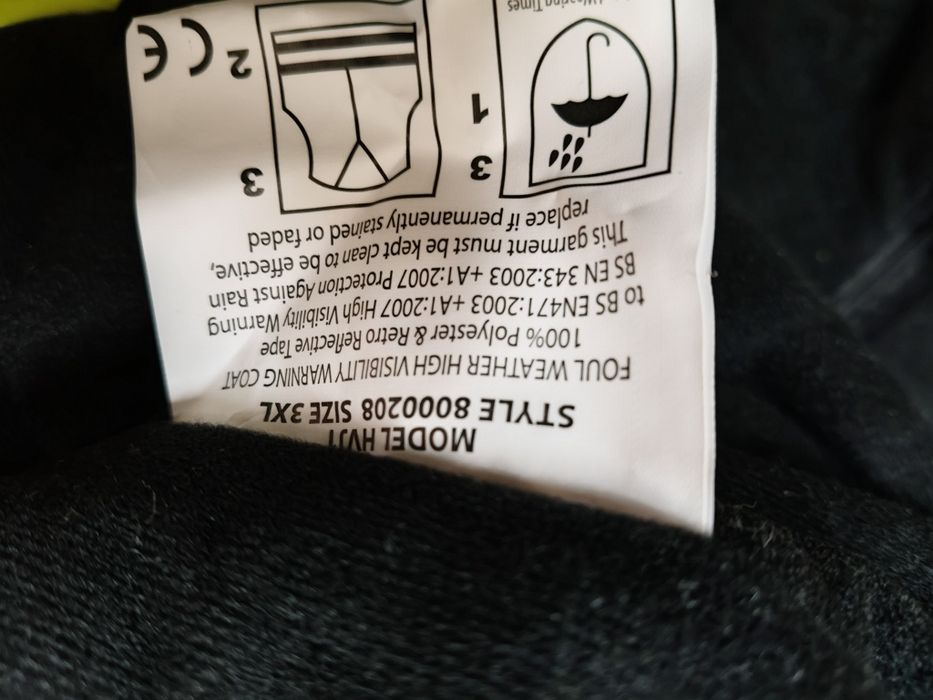 MODEL HVJ1
STYLE 8000208 SIZE 3XL
FOUL WEATHER HIGH VISIBILITY WARNING COAT
100% Polyester & Retro Reflective Tape
to BS EN471:2003 +A1:2007 High Visibility Warning
BS EN 343:2003 +A1:2007 Protection Against Rain
This garment must be kept clean to be effective,
replace if permanently stained or faded
3
1
3
2 CE
Wearing Times